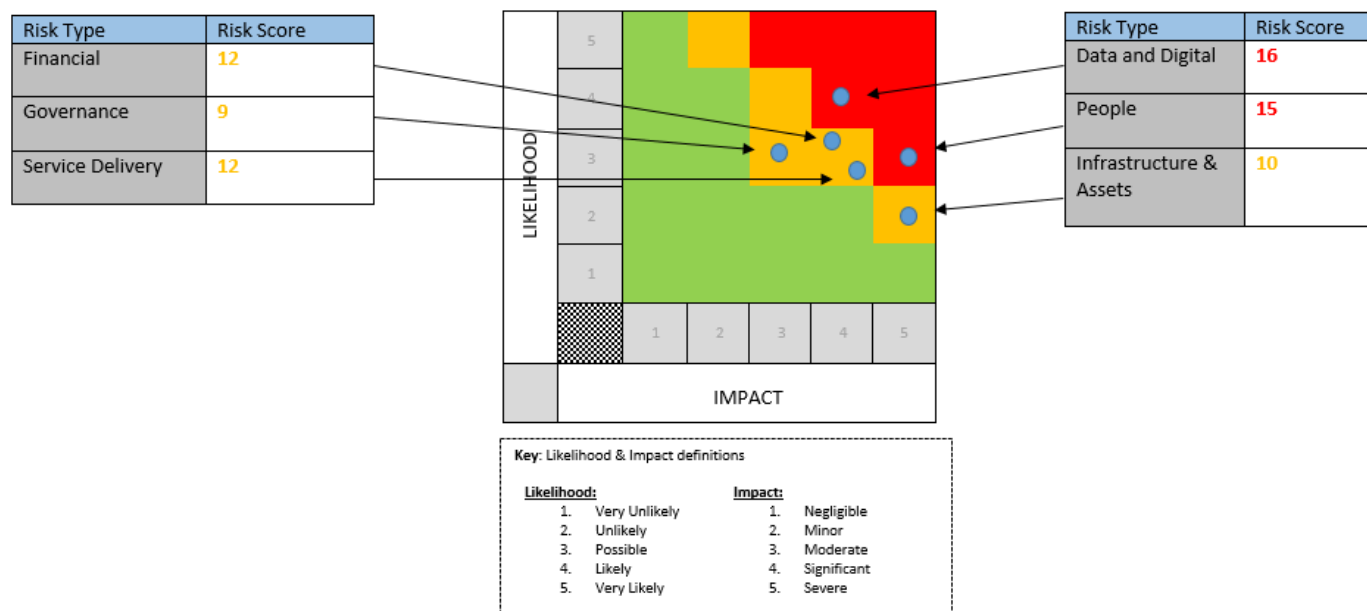 Risk Type Risk Score
Financial 12
Governance 9
Service Delivery 12
LIKELIHOOD
5
4
3
2
1
1 2 3 4 5
IMPACT
Risk Type Risk Score
Data and Digital 16
People 15
Infrastructure & 10
Assets
Key: Likelihood & Impact definitions
Likelihood: Impact:
1. Very Unlikely 1. Negligible
2. Unlikely 2. Minor
3. Possible 3. Moderate
4. Likely 4. Significant
5. Very Likely 5. Severe